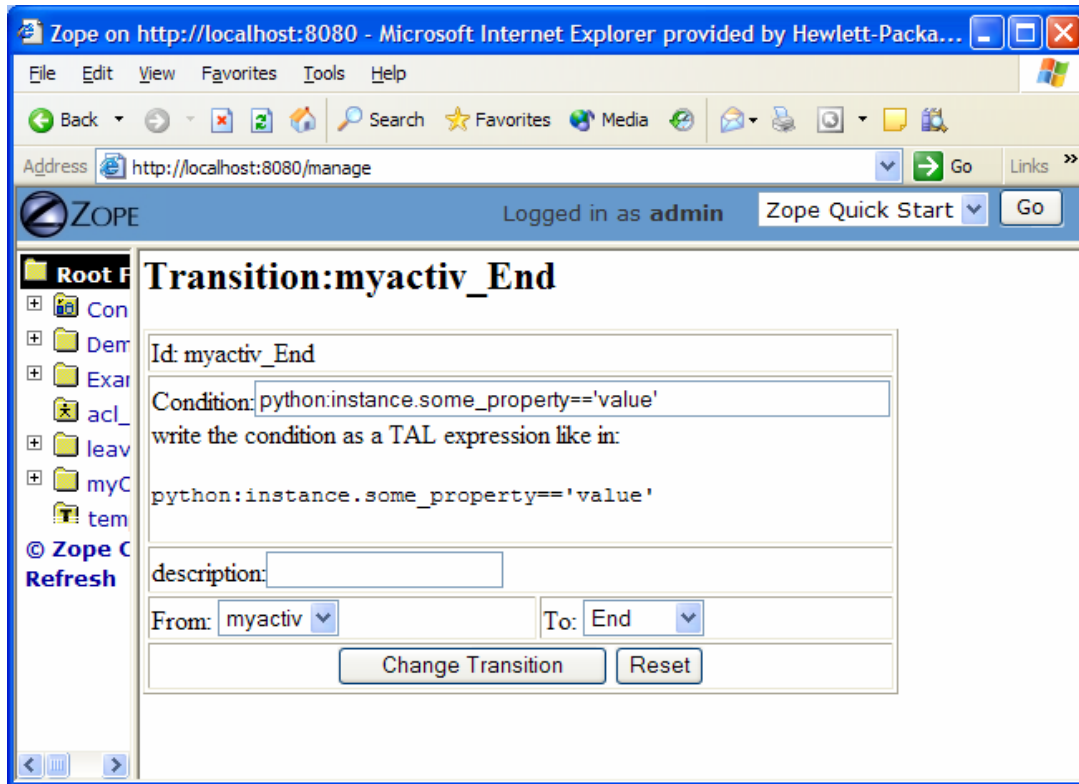 Zope on http://localhost:8080 - Microsoft Internet Explorer provided by Hewlett-Packa...
File Edit View Favorites Tools Help
Back Search Favorites Media
Address http://localhost:8080/manage Go Links »
ZOPE Logged in as admin Zope Quick Start Go
Root F
Con
Dem
Exar
acl_
leav
myC
tem
© Zope C
Refresh
Transition:myactiv_End
Id: myactiv_End
Condition: python:instance.some_property=='value'
write the condition as a TAL expression like in:
python:instance.some_property=='value'
description:
From: myactiv To: End
Change Transition Reset